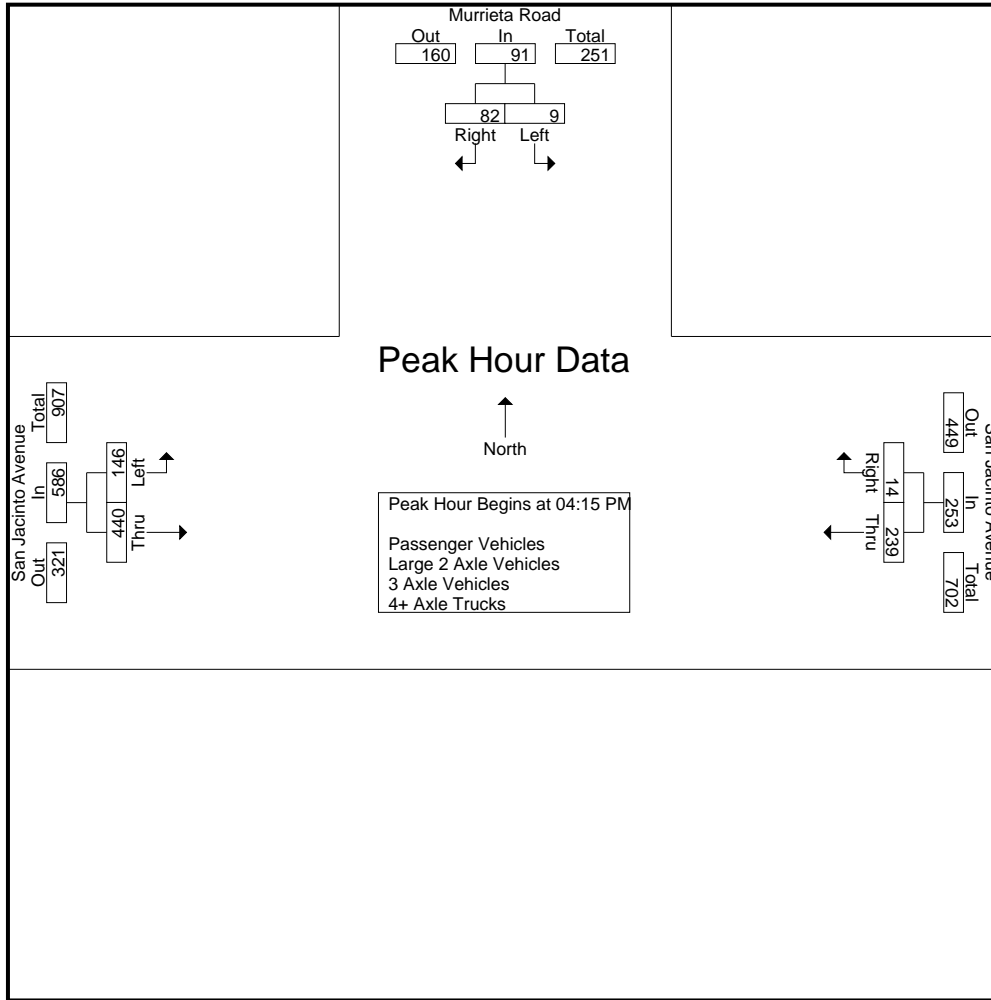 Murrieta Road
Out In Total
160 91 251
82 9
Right Left
Peak Hour Data
North
Peak Hour Begins at 04:15 PM
Passenger Vehicles
Large 2 Axle Vehicles
3 Axle Vehicles
4+ Axle Trucks
San Jacinto Avenue
Out In Total
321 586 907
440 146
Thru Left
San Jacinto Avenue
Out In Total
449 253 702
14 239
Right Thru